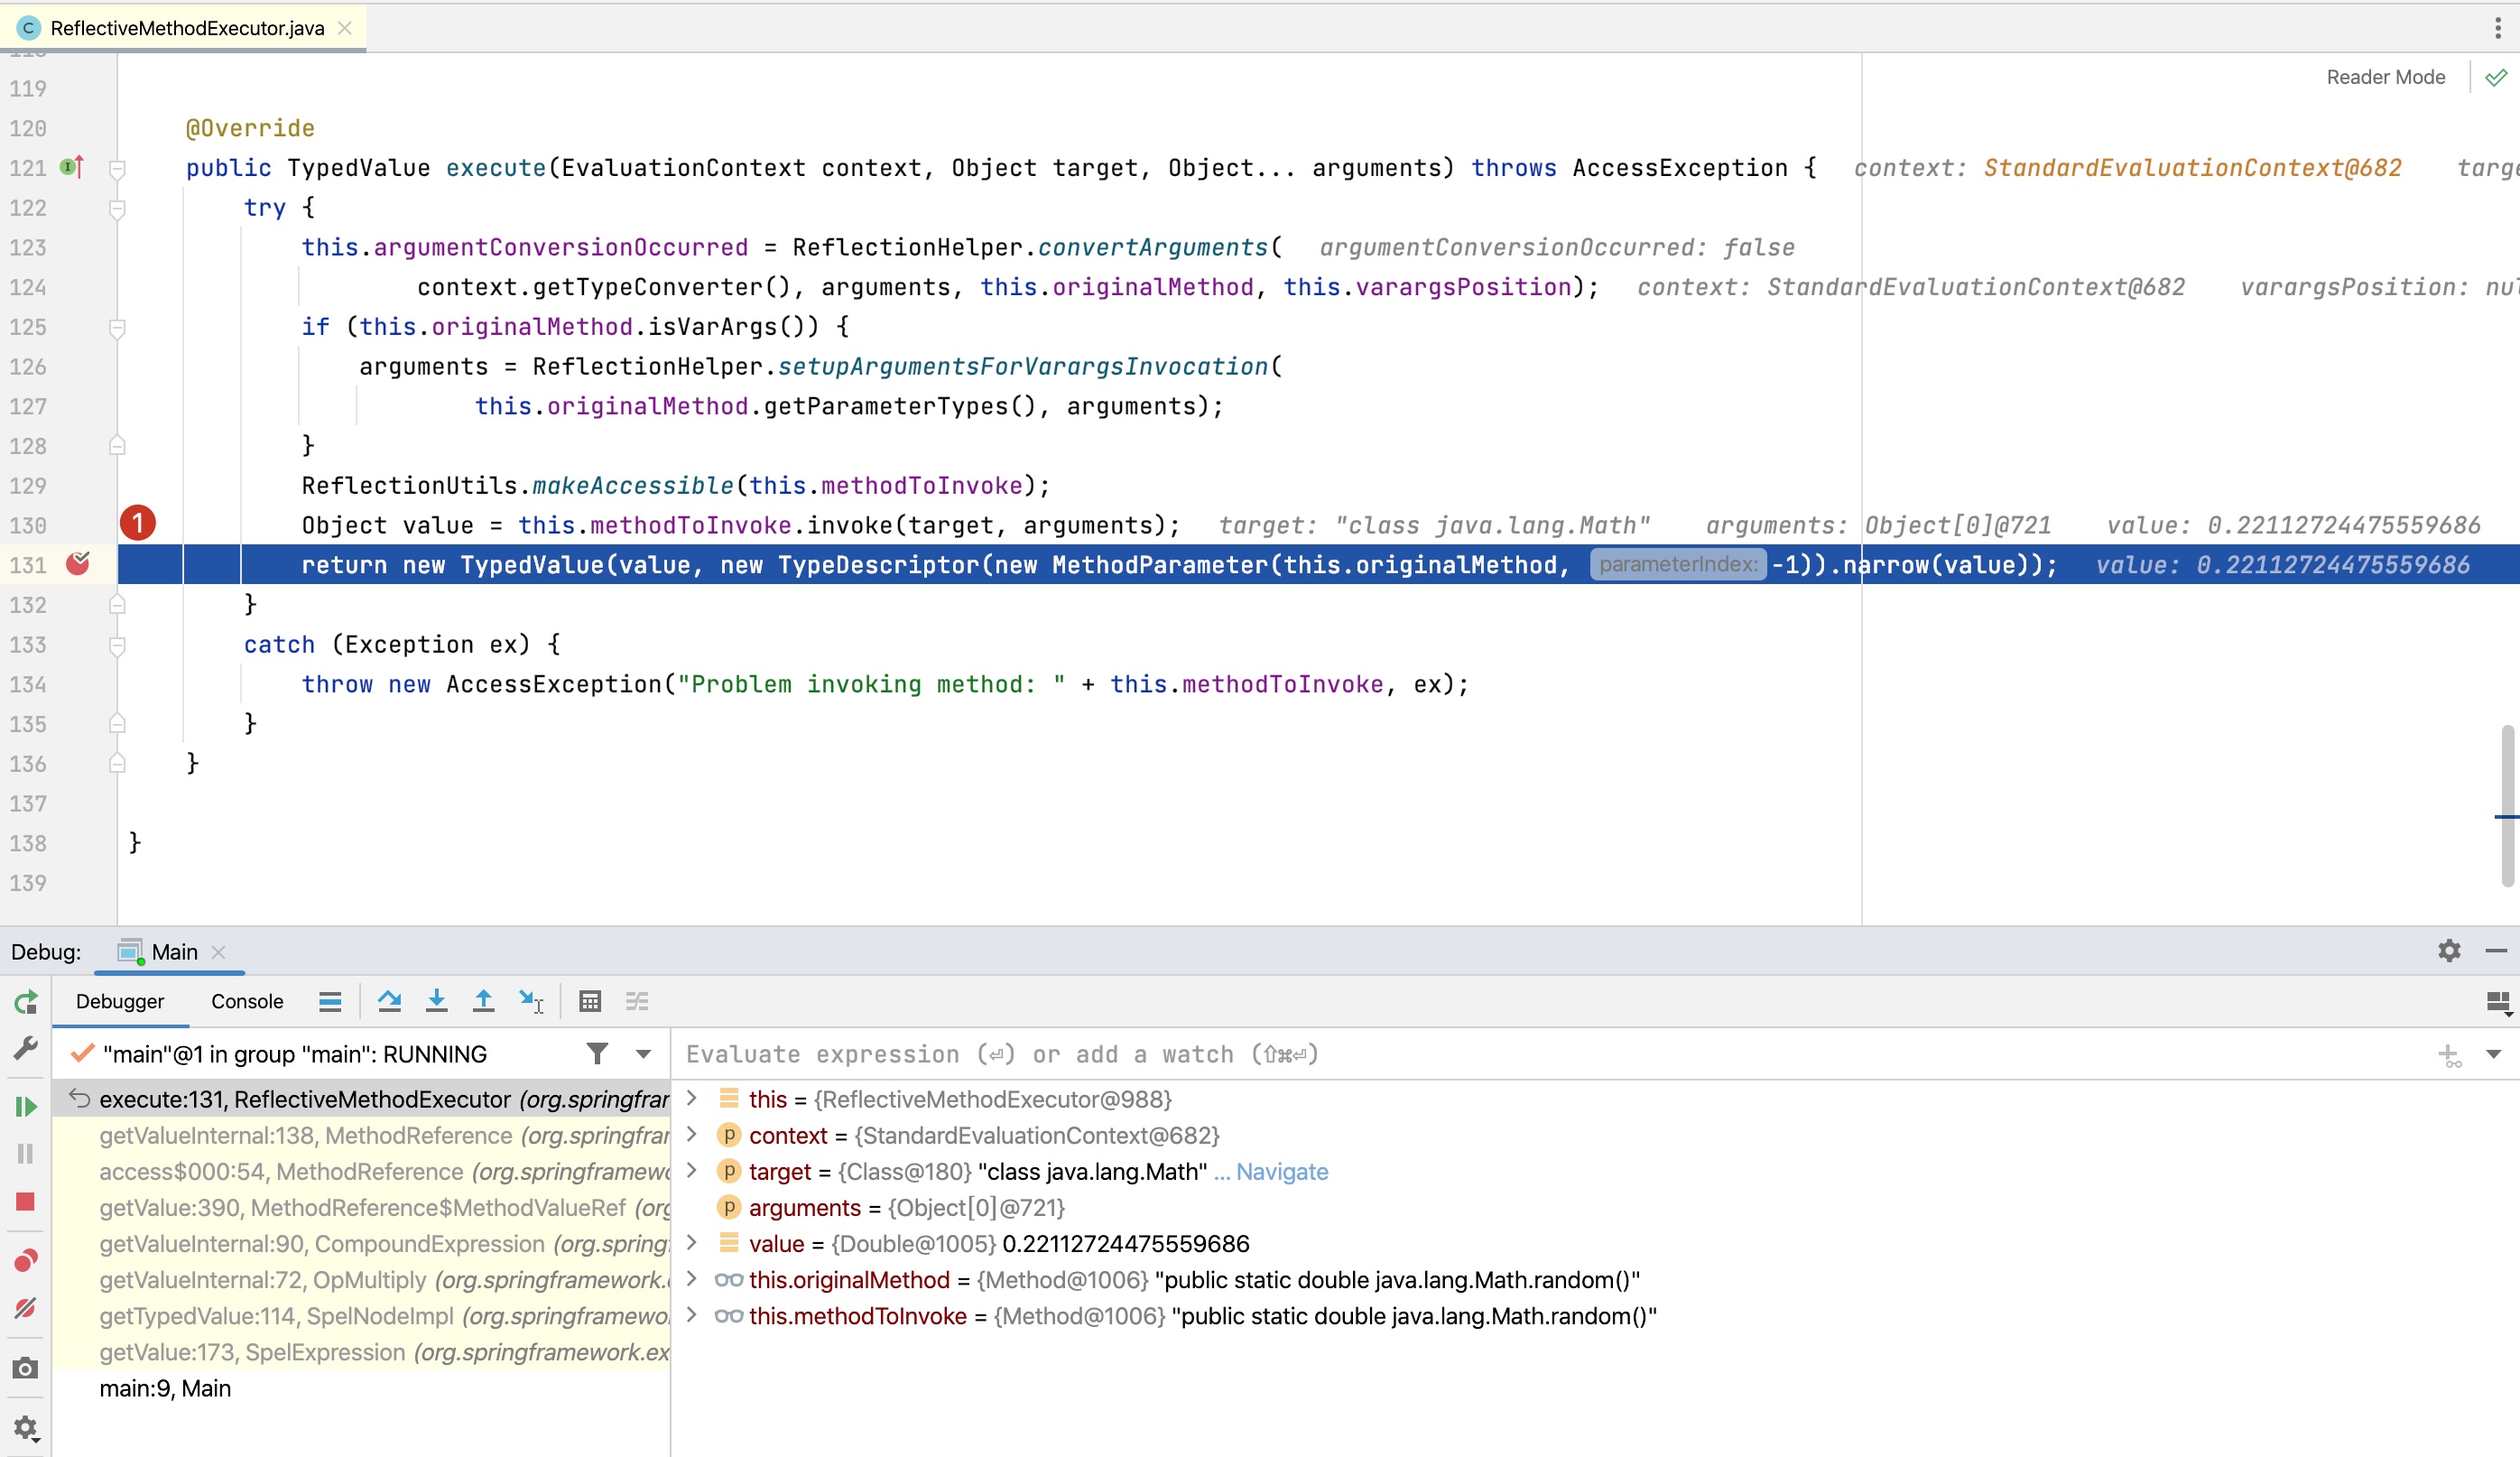 C ReflectiveMethodExecutor.java
Reader Mode
119
120 @Override
121 public TypedValue execute(EvaluationContext context, Object target, Object... arguments) throws AccessException { context: StandardEvaluationContext@682 targe
122 try {
123 this.argumentConversionOccurred = ReflectionHelper.convertArguments( argumentConversionOccurred: false
124 context.getTypeConverter(), arguments, this.originalMethod, this.varargsPosition); context: StandardEvaluationContext@682 varargsPosition: nul
125 if (this.originalMethod.isVarArgs()) {
126 arguments = ReflectionHelper.setupArgumentsForVarargsInvocation(
127 this.originalMethod.getParameterTypes(), arguments);
128 }
129 ReflectionUtils.makeAccessible(this.methodToInvoke);
130 1 Object value = this.methodToInvoke.invoke(target, arguments); target: "class java.lang.Math" arguments: Object[0]@721 value: 0.22112724475559686
131 return new TypedValue(value, new TypeDescriptor(new MethodParameter(this.originalMethod, parameterIndex: -1)).narrow(value)); value: 0.22112724475559686
132 }
133 catch (Exception ex) {
134 throw new AccessException("Problem invoking method: " + this.methodToInvoke, ex);
135 }
136 }
137
138 }
139
Debug: Main
Debugger Console
"main"@1 in group "main": RUNNING
Evaluate expression (⏎) or add a watch (⇧⌘⏎)
execute:131, ReflectiveMethodExecutor (org.springfrar
getValueInternal:138, MethodReference (org.springfrar
access$000:54, MethodReference (org.springframewo
getValue:390, MethodReference$MethodValueRef (org
getValueInternal:90, CompoundExpression (org.spring
getValueInternal:72, OpMultiply (org.springframework.
getTypedValue:114, SpelNodeImpl (org.springframewo
getValue:173, SpelExpression (org.springframework.ex
main:9, Main
this = {ReflectiveMethodExecutor@988}
p context = {StandardEvaluationContext@682}
p target = {Class@180} "class java.lang.Math" ... Navigate
p arguments = {Object[0]@721}
value = {Double@1005} 0.22112724475559686
this.originalMethod = {Method@1006} "public static double java.lang.Math.random()"
this.methodToInvoke = {Method@1006} "public static double java.lang.Math.random()"